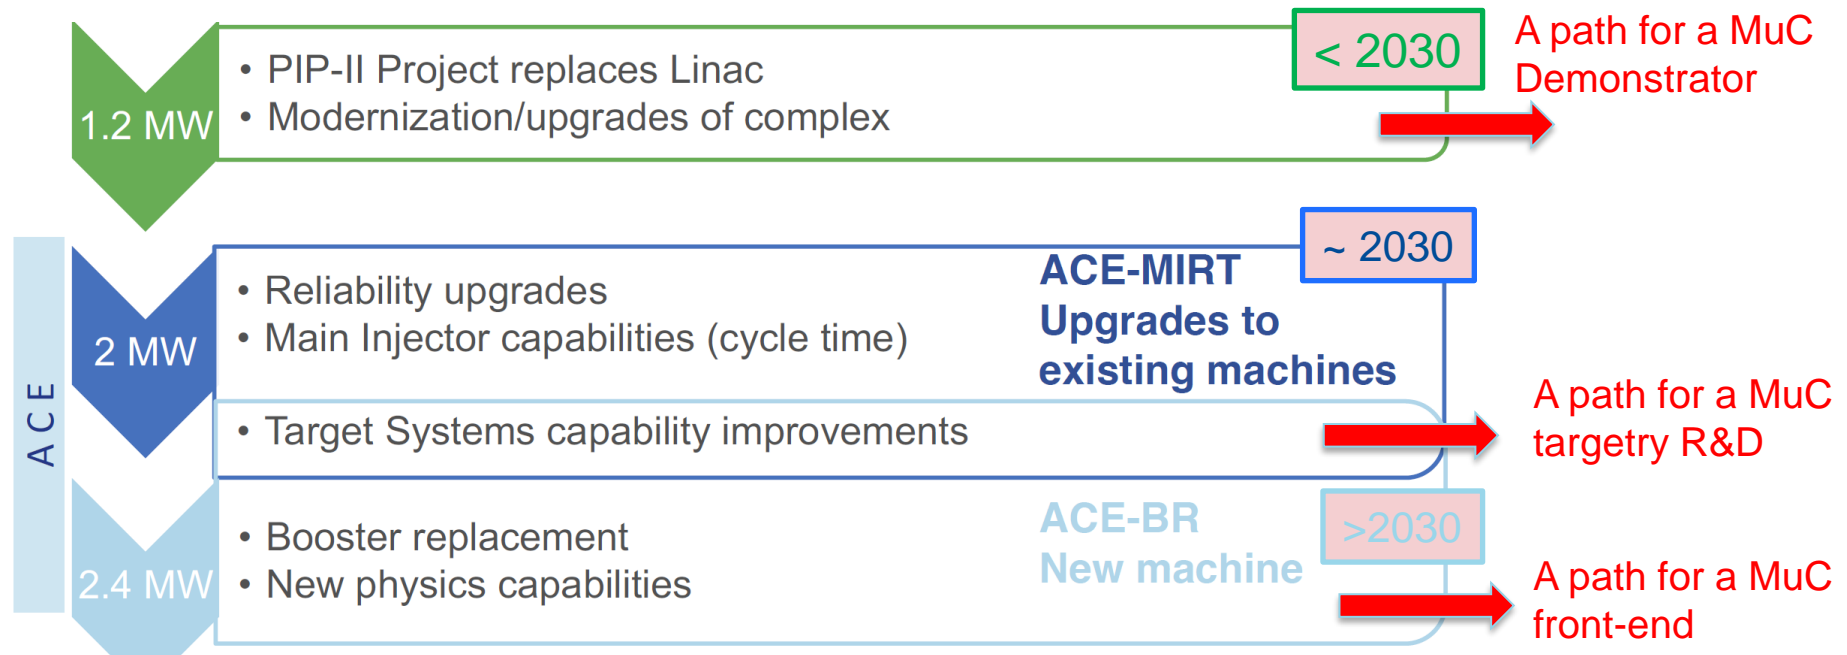 1.2 MW
• PIP-II Project replaces Linac
• Modernization/upgrades of complex
< 2030
A path for a MuC
Demonstrator
ACE
2 MW
• Reliability upgrades
• Main Injector capabilities (cycle time)
ACE-MIRT
Upgrades to
existing machines
~ 2030
• Target Systems capability improvements
A path for a MuC
targetry R&D
2.4 MW
• Booster replacement
• New physics capabilities
ACE-BR
New machine
>2030
A path for a MuC
front-end